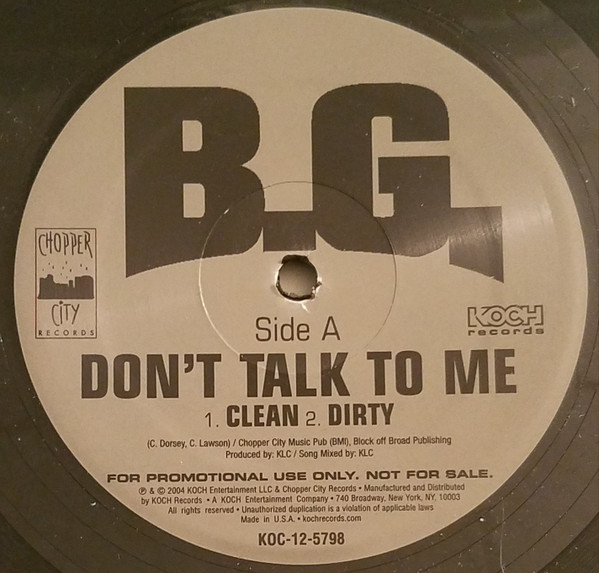 B.G.
CHOPPER
CITY
RECORDS
KOCH
records
Side A
DON'T TALK TO ME
1. CLEAN 2. DIRTY
(C. Dorsey, C. Lawson) / Chopper City Music Pub (BMI), Block off Broad Publishing
Produced by: KLC / Song Mixed by: KLC
FOR PROMOTIONAL USE ONLY. NOT FOR SALE.
℗ & © 2004 KOCH Entertainment LLC & Chopper City Records • Manufactured and Distributed
by KOCH Records • A KOCH Entertainment Company • 740 Broadway, New York, NY, 10003
All rights reserved • Unauthorized duplication is a violation of applicable laws
Made in U.S.A. • kochrecords.com
KOC-12-5798